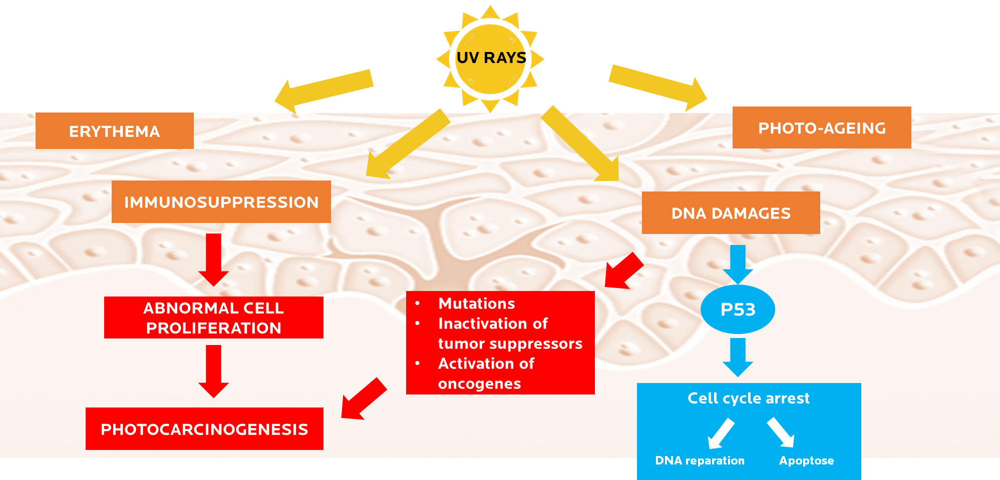 UV RAYS
ERYTHEMA
PHOTO-AGEING
IMMUNOSUPPRESSION
DNA DAMAGES
ABNORMAL CELL
PROLIFERATION
• Mutations
• Inactivation of
tumor suppressors
• Activation of
oncogenes
P53
PHOTOCARCINOGENESIS
Cell cycle arrest
DNA reparation
Apoptose